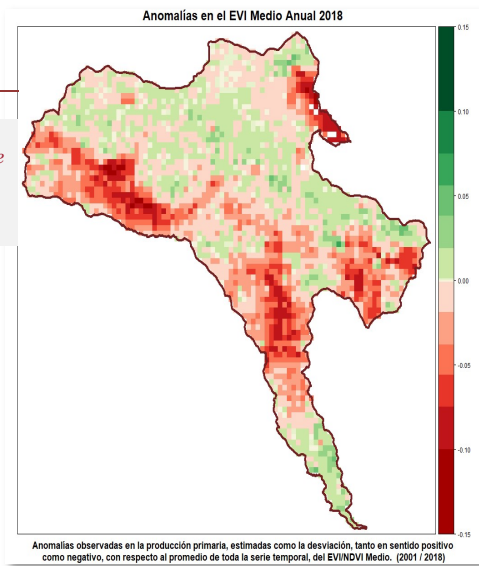 Anomalías en el EVI Medio Anual 2018
0.15
0.10
0.05
0.00
-0.05
-0.10
-0.15
e
Anomalías observadas en la producción primaria, estimadas como la desviación, tanto en sentido positivo
como negativo, con respecto al promedio de toda la serie temporal, del EVI/NDVI Medio. (2001 / 2018)